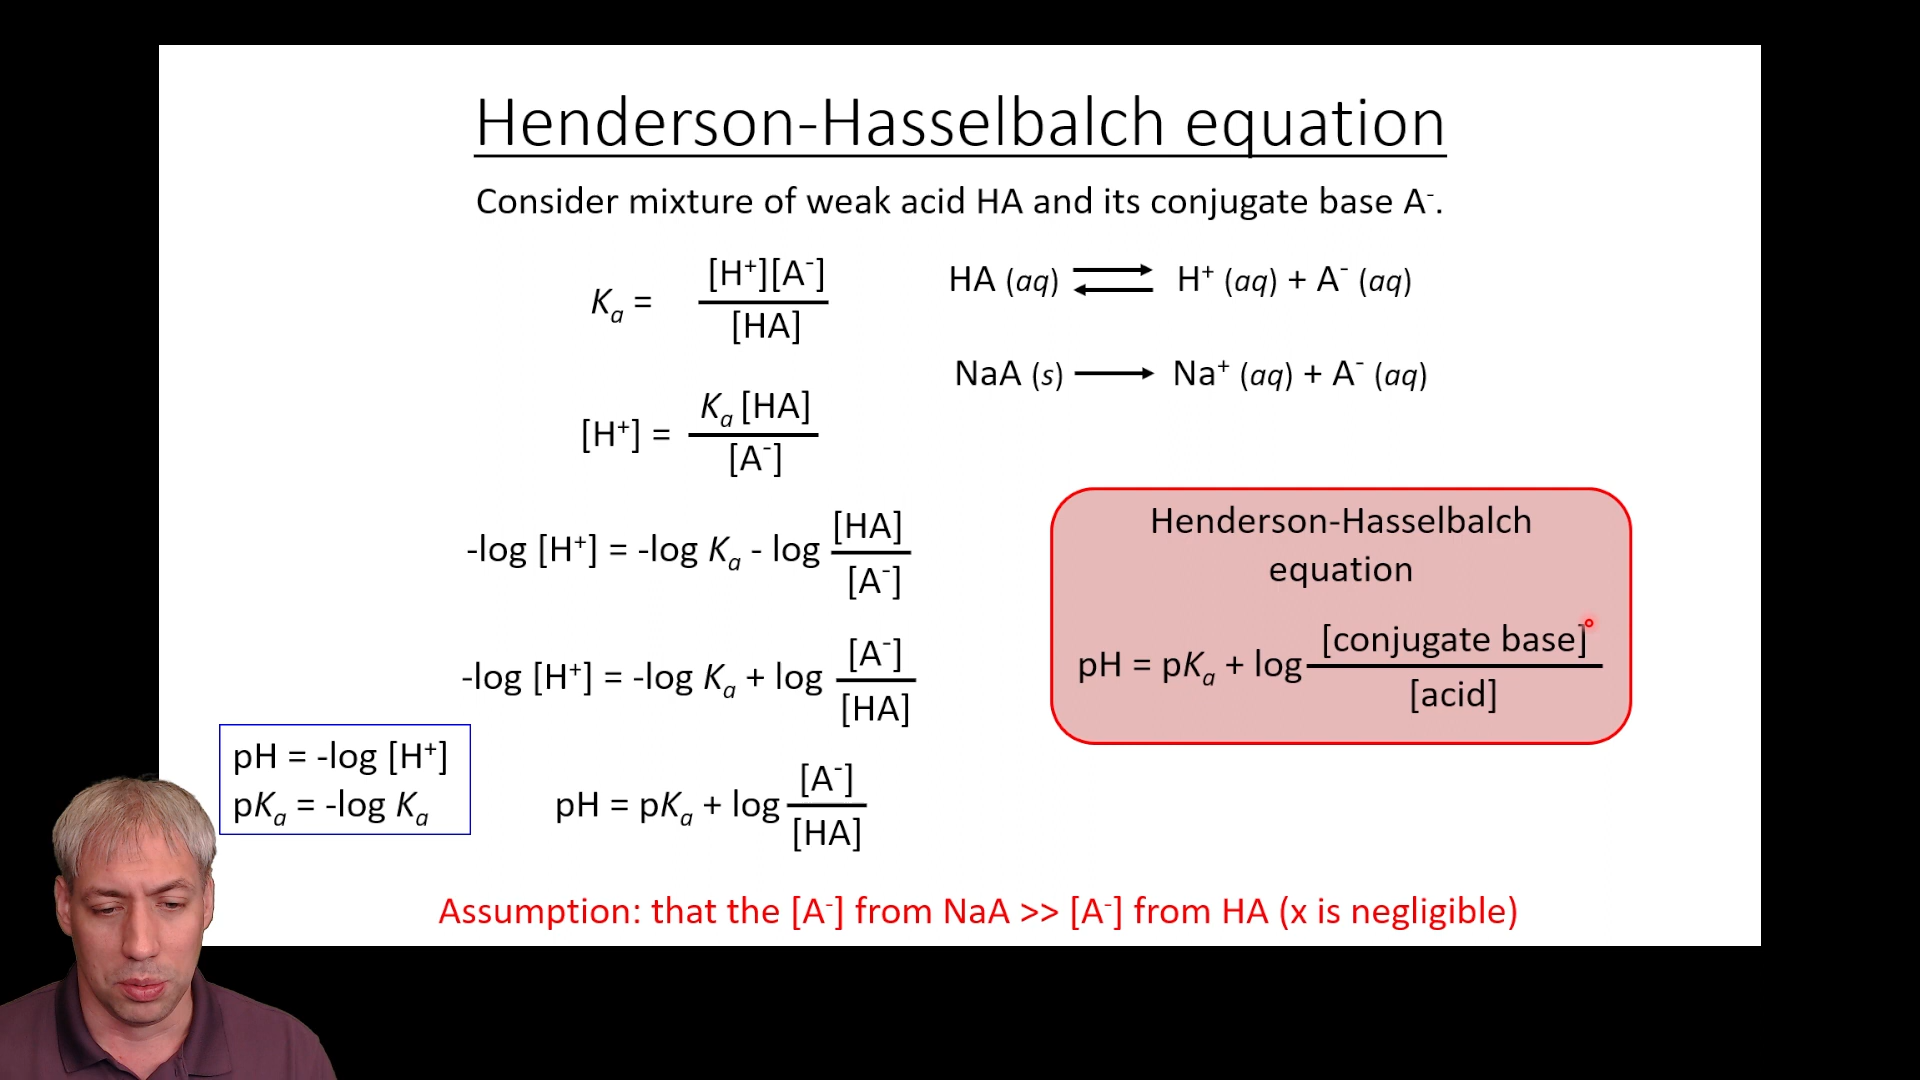 Henderson-Hasselbalch equation
Consider mixture of weak acid HA and its conjugate base A⁻.
Kₐ = [H⁺][A⁻] / [HA]
HA (aq) ⇌ H⁺ (aq) + A⁻ (aq)
NaA (s) → Na⁺ (aq) + A⁻ (aq)
[H⁺] = Kₐ [HA] / [A⁻]
-log [H⁺] = -log Kₐ - log [HA] / [A⁻]
-log [H⁺] = -log Kₐ + log [A⁻] / [HA]
pH = -log [H⁺]
pKₐ = -log Kₐ
pH = pKₐ + log [A⁻] / [HA]
Henderson-Hasselbalch
equation
pH = pKₐ + log [conjugate base] / [acid]
Assumption: that the [A⁻] from NaA >> [A⁻] from HA (x is negligible)